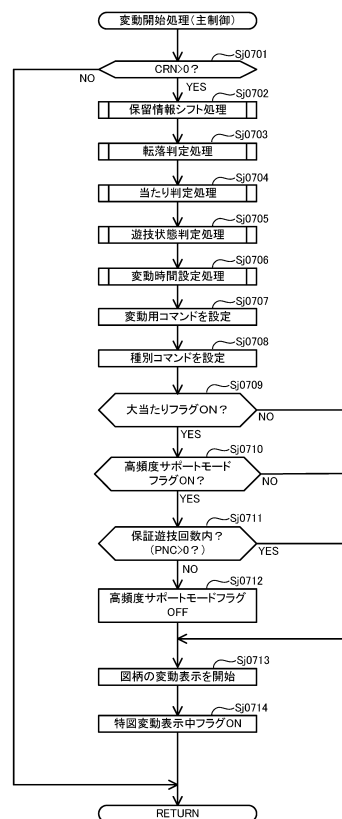 変動開始処理(主制御)
Sj0701
CRN>0?
NO
YES
Sj0702
保留情報シフト処理
Sj0703
転落判定処理
Sj0704
当たり判定処理
Sj0705
遊技状態判定処理
Sj0706
変動時間設定処理
Sj0707
変動用コマンドを設定
Sj0708
種別コマンドを設定
Sj0709
大当たりフラグON?
NO
YES
Sj0710
高頻度サポートモード
フラグON?
NO
YES
Sj0711
保証遊技回数内?
(PNC>0?)
YES
NO
Sj0712
高頻度サポートモードフラグ
OFF
Sj0713
図柄の変動表示を開始
Sj0714
特図変動表示中フラグON
RETURN